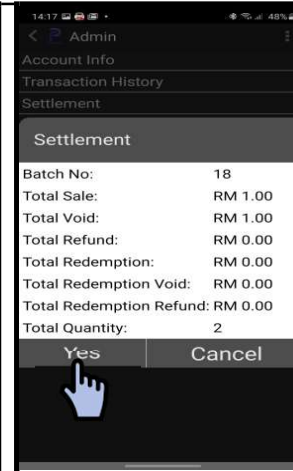 14:17 48%
Admin
Account Info
Transaction History
Settlement
Settlement
Batch No: 18
Total Sale: RM 1.00
Total Void: RM 1.00
Total Refund: RM 0.00
Total Redemption: RM 0.00
Total Redemption Void: RM 0.00
Total Redemption Refund: RM 0.00
Total Quantity: 2
Yes Cancel